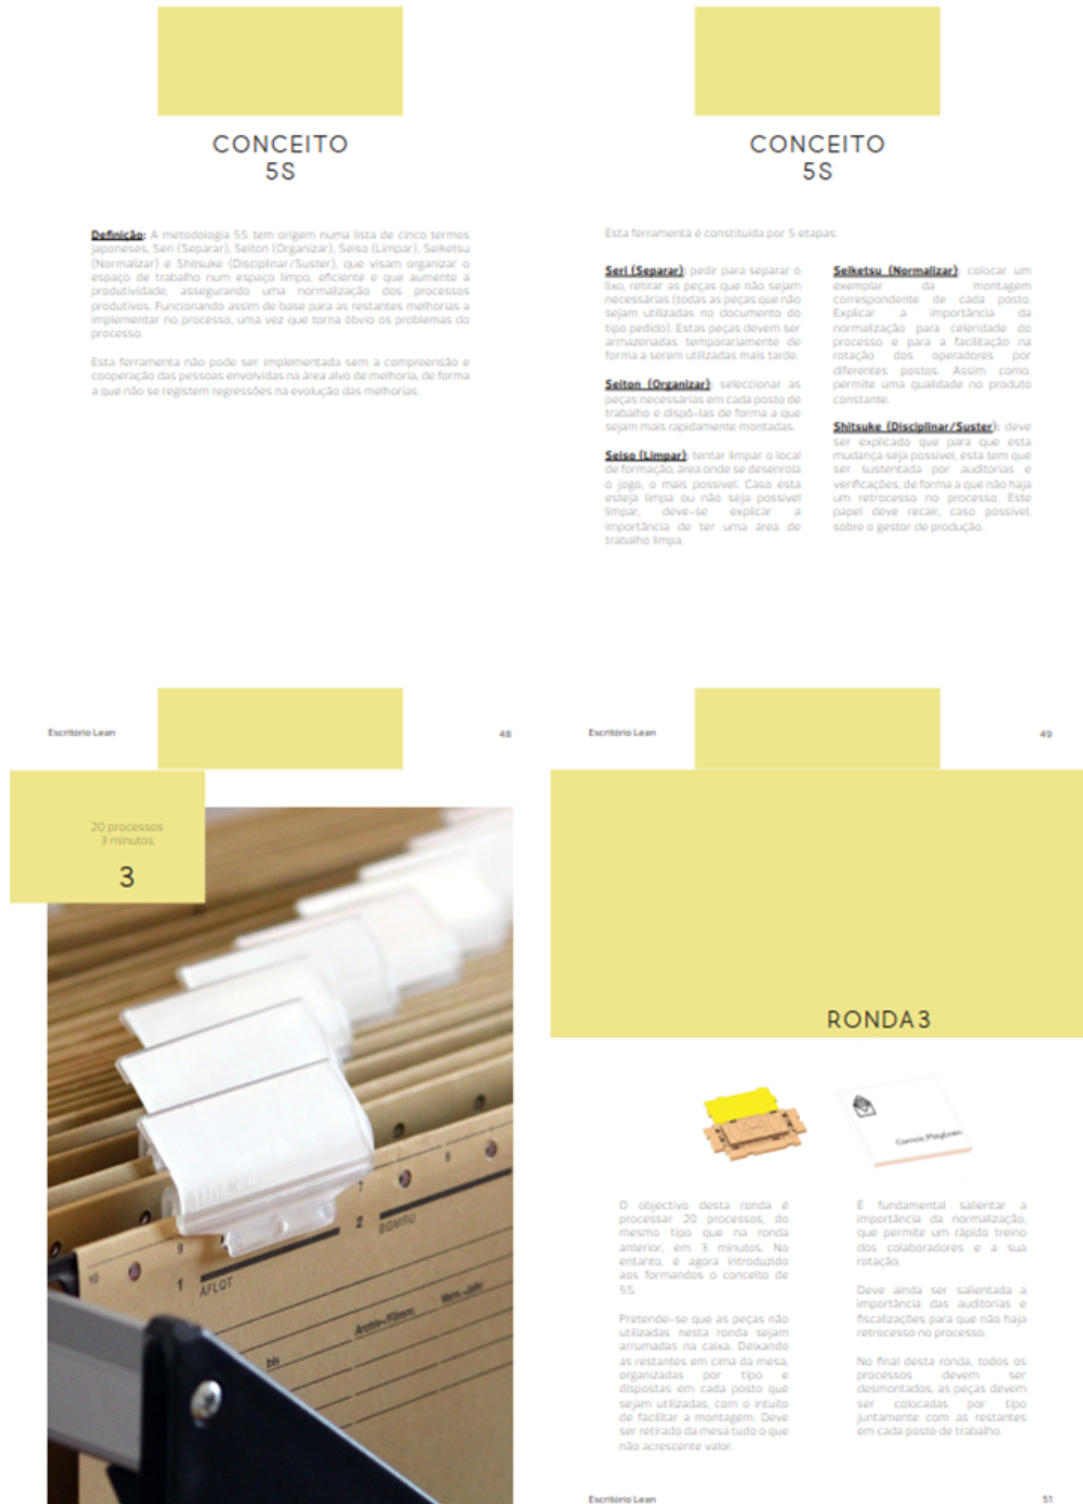 CONCEITO
5S
Definição: A metodologia 5S tem origem numa lista de cinco termos
japoneses, Seri (Separar), Seiton (Organizar), Seiso (Limpar), Seiketsu
(Normalizar) e Shitsuke (Disciplinar/Suster), que visam organizar o
espaço de trabalho num espaço limpo, eficiente e que aumente a
produtividade, assegurando uma normalização dos processos
produtivos. Funcionando assim de base para as restantes melhorias a
implementar no processo, uma vez que torna óbvio os problemas do
processo.
Esta ferramenta não pode ser implementada sem a compreensão e
cooperação das pessoas envolvidas na área alvo de melhoria, de forma
a que não se registem regressões na evolução das melhorias.
Escritório Lean
48
CONCEITO
5S
Esta ferramenta é constituída por 5 etapas:
Seri (Separar): pedir para separar o
lixo, retirar as peças que não sejam
necessárias (todas as peças que não
sejam utilizadas no documento do
tipo pedido). Estas peças devem ser
armazenadas temporariamente de
forma a serem utilizadas mais tarde.
Seiton (Organizar): seleccionar as
peças necessárias em cada posto de
trabalho e dispô-las de forma a que
sejam mais rapidamente montadas.
Seiso (Limpar): tentar limpar o local
de formação, área onde se desenrola
o jogo, o mais possível. Caso esta
esteja limpa ou não seja possível
limpar, deve-se explicar a
importância de ter uma área de
trabalho limpa.
Seiketsu (Normalizar): colocar um
exemplar da montagem
correspondente de cada posto.
Explicar a importância da
normalização para celeridade do
processo e para a facilitação na
rotação dos operadores por
diferentes postos. Assim como,
permite uma qualidade no produto
constante.
Shitsuke (Disciplinar/Suster): deve
ser explicado que para que esta
mudança seja possível, esta tem que
ser sustentada por auditorias e
verificações, de forma a que não haja
um retrocesso no processo. Este
papel deve recair, caso possível,
sobre o gestor de produção.
Escritório Lean
49
20 processos
3 minutos
3
10
9
1
AFLQT
2
BGMRU
7
8
bis
Archiv-/Filmnr.
Vern.-Jahr
RONDA 3
Correio PlayLean
O objectivo desta ronda é
processar 20 processos, do
mesmo tipo que na ronda
anterior, em 3 minutos. No
entanto, é agora introduzido
aos formandos o conceito de
5S.
Pretende-se que as peças não
utilizadas nesta ronda sejam
arrumadas na caixa. Deixando
as restantes em cima da mesa,
organizadas por tipo e
dispostas em cada posto que
sejam utilizadas, com o intuito
de facilitar a montagem. Deve
ser retirado da mesa tudo o que
não acrescente valor.
É fundamental salientar a
importância da normalização,
que permite um rápido treino
dos colaboradores e a sua
rotação.
Deve ainda ser salientada a
importância das auditorias e
fiscalizações para que não haja
retrocesso no processo.
No final desta ronda, todos os
processos devem ser
desmontados, as peças devem
ser colocadas por tipo
juntamente com as restantes
em cada posto de trabalho.
Escritório Lean
51